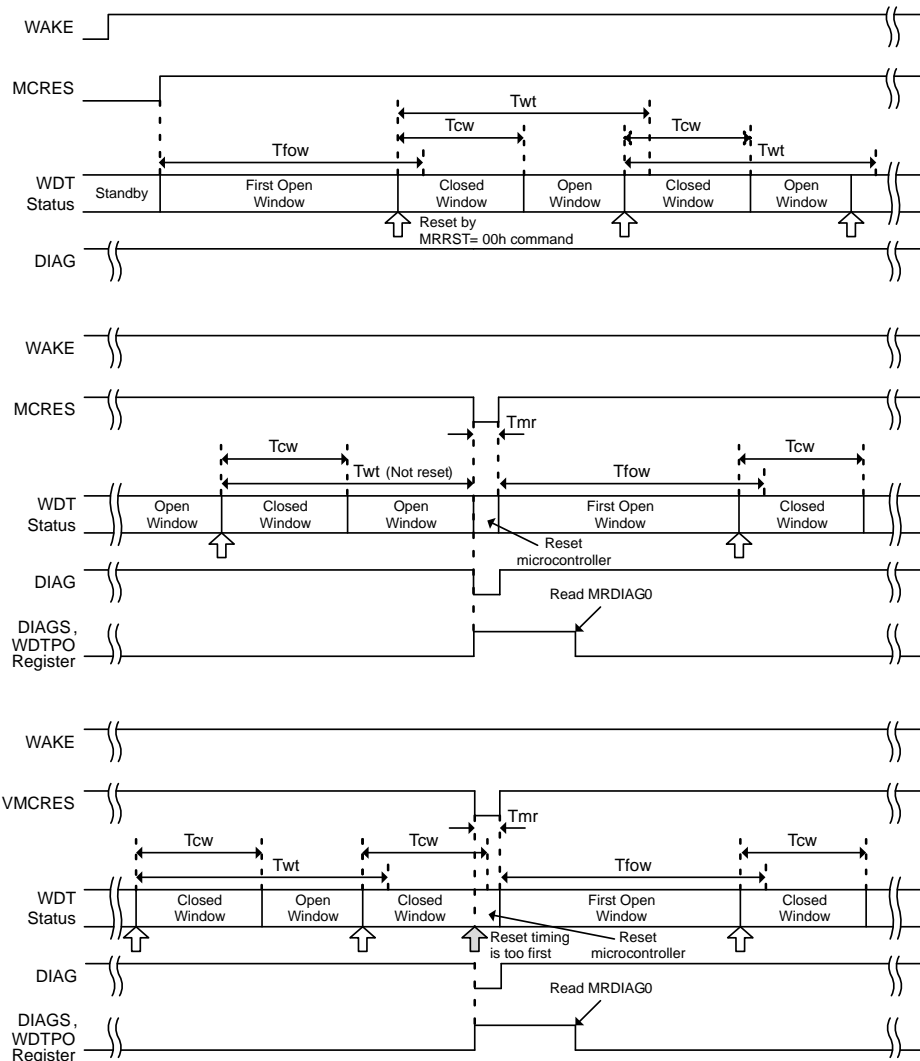 WAKE
MCRES
Twt
Tcw
Tcw
Tfow
Twt
WDT
Status
Standby
First Open
Window
Closed
Window
Open
Window
Closed
Window
Open
Window
Reset by
MRRST= 00h command
DIAG
WAKE
MCRES
Tmr
Tcw
Tcw
Twt (Not reset)
Tfow
WDT
Status
Open
Window
Closed
Window
Open
Window
First Open
Window
Closed
Window
Reset
microcontroller
DIAG
Read MRDIAG0
DIAGS,
WDTPO
Register
WAKE
VMCRES
Tmr
Tcw
Tcw
Tcw
Twt
Tfow
WDT
Status
Closed
Window
Open
Window
Closed
Window
First Open
Window
Closed
Window
Reset timing
is too first
Reset
microcontroller
DIAG
Read MRDIAG0
DIAGS,
WDTPO
Register